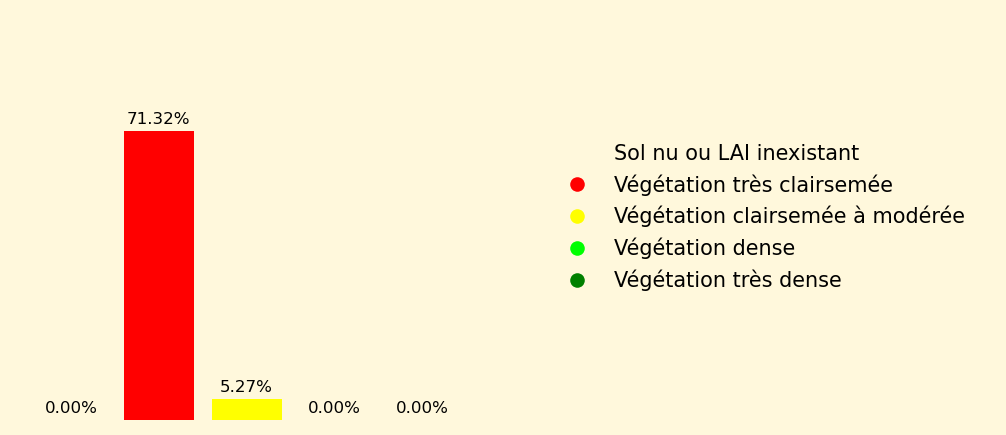 71.32%
5.27%
0.00%
0.00%
0.00%
Sol nu ou LAI inexistant
Végétation très clairsemée
Végétation clairsemée à modérée
Végétation dense
Végétation très dense